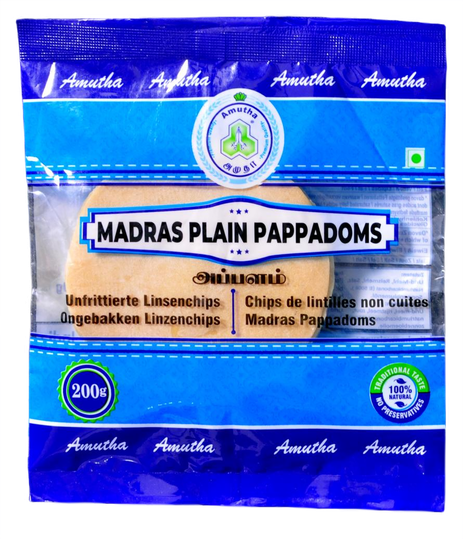 Amutha Amutha Amutha Amutha
Amutha
அமுதா
MADRAS PLAIN PAPPADOMS
அப்பளம்
Unfrittierte Linsenchips
Ongebakken Linzenchips
Chips de lentilles non cuites
Madras Pappadoms
200g
TRADITIONAL TASTE
100%
NATURAL
NO PRESERVATIVES
Amutha Amutha Amutha Amutha